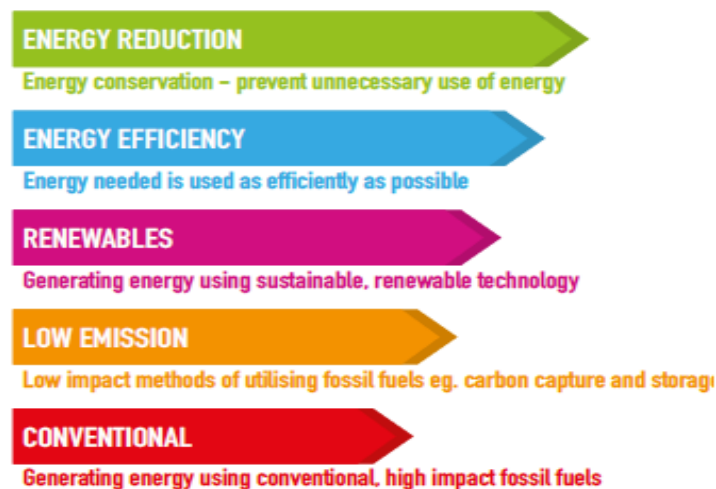 ENERGY REDUCTION
Energy conservation – prevent unnecessary use of energy
ENERGY EFFICIENCY
Energy needed is used as efficiently as possible
RENEWABLES
Generating energy using sustainable, renewable technology
LOW EMISSION
Low impact methods of utilising fossil fuels eg. carbon capture and storag
CONVENTIONAL
Generating energy using conventional, high impact fossil fuels